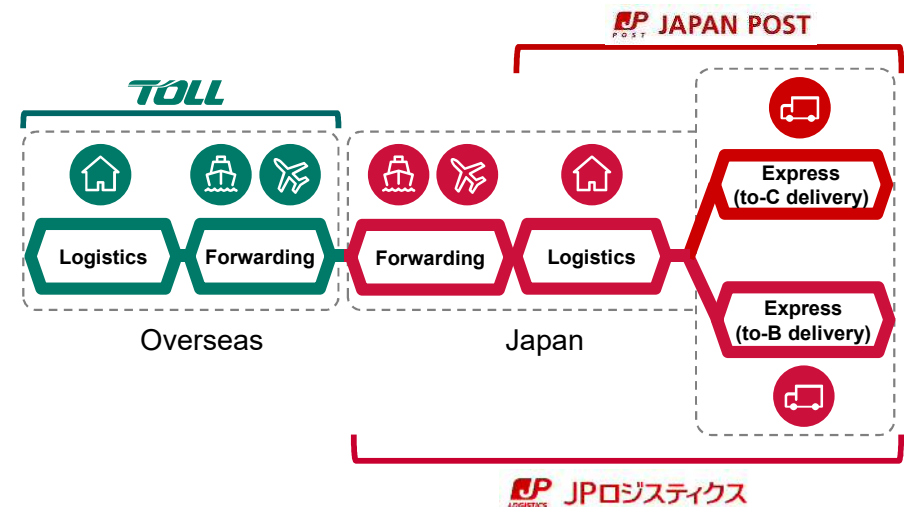 JP
POST
JAPAN POST
TOLL
Express
(to-C delivery)
Logistics
Forwarding
Forwarding
Logistics
Express
(to-B delivery)
Overseas
Japan
JP
LOGISTICS
JPロジスティクス